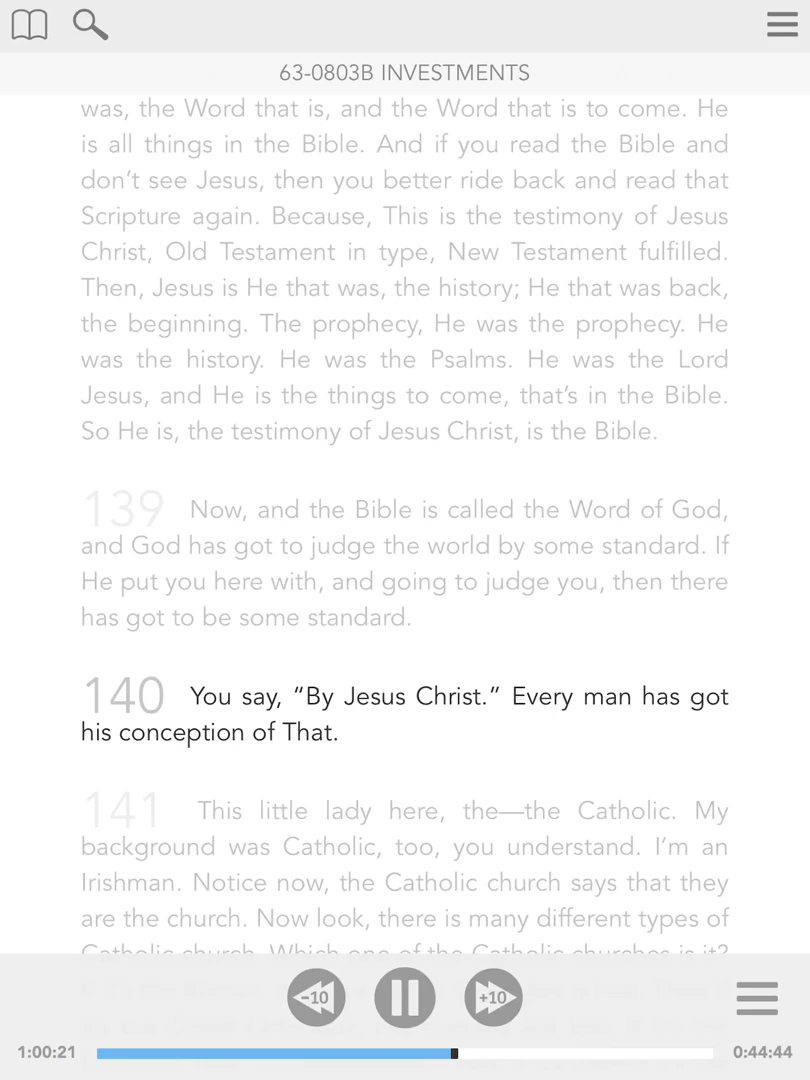 63-0803B INVESTMENTS
was, the Word that is, and the Word that is to come. He
is all things in the Bible. And if you read the Bible and
don’t see Jesus, then you better ride back and read that
Scripture again. Because, This is the testimony of Jesus
Christ, Old Testament in type, New Testament fulfilled.
Then, Jesus is He that was, the history; He that was back,
the beginning. The prophecy, He was the prophecy. He
was the history. He was the Psalms. He was the Lord
Jesus, and He is the things to come, that’s in the Bible.
So He is, the testimony of Jesus Christ, is the Bible.
139 Now, and the Bible is called the Word of God,
and God has got to judge the world by some standard. If
He put you here with, and going to judge you, then there
has got to be some standard.
140 You say, “By Jesus Christ.” Every man has got
his conception of That.
141 This little lady here, the—the Catholic. My
background was Catholic, too, you understand. I’m an
Irishman. Notice now, the Catholic church says that they
are the church. Now look, there is many different types of
Catholic church. Which one of the Catholic churches is it?
-10 +10
1:00:21 0:44:44